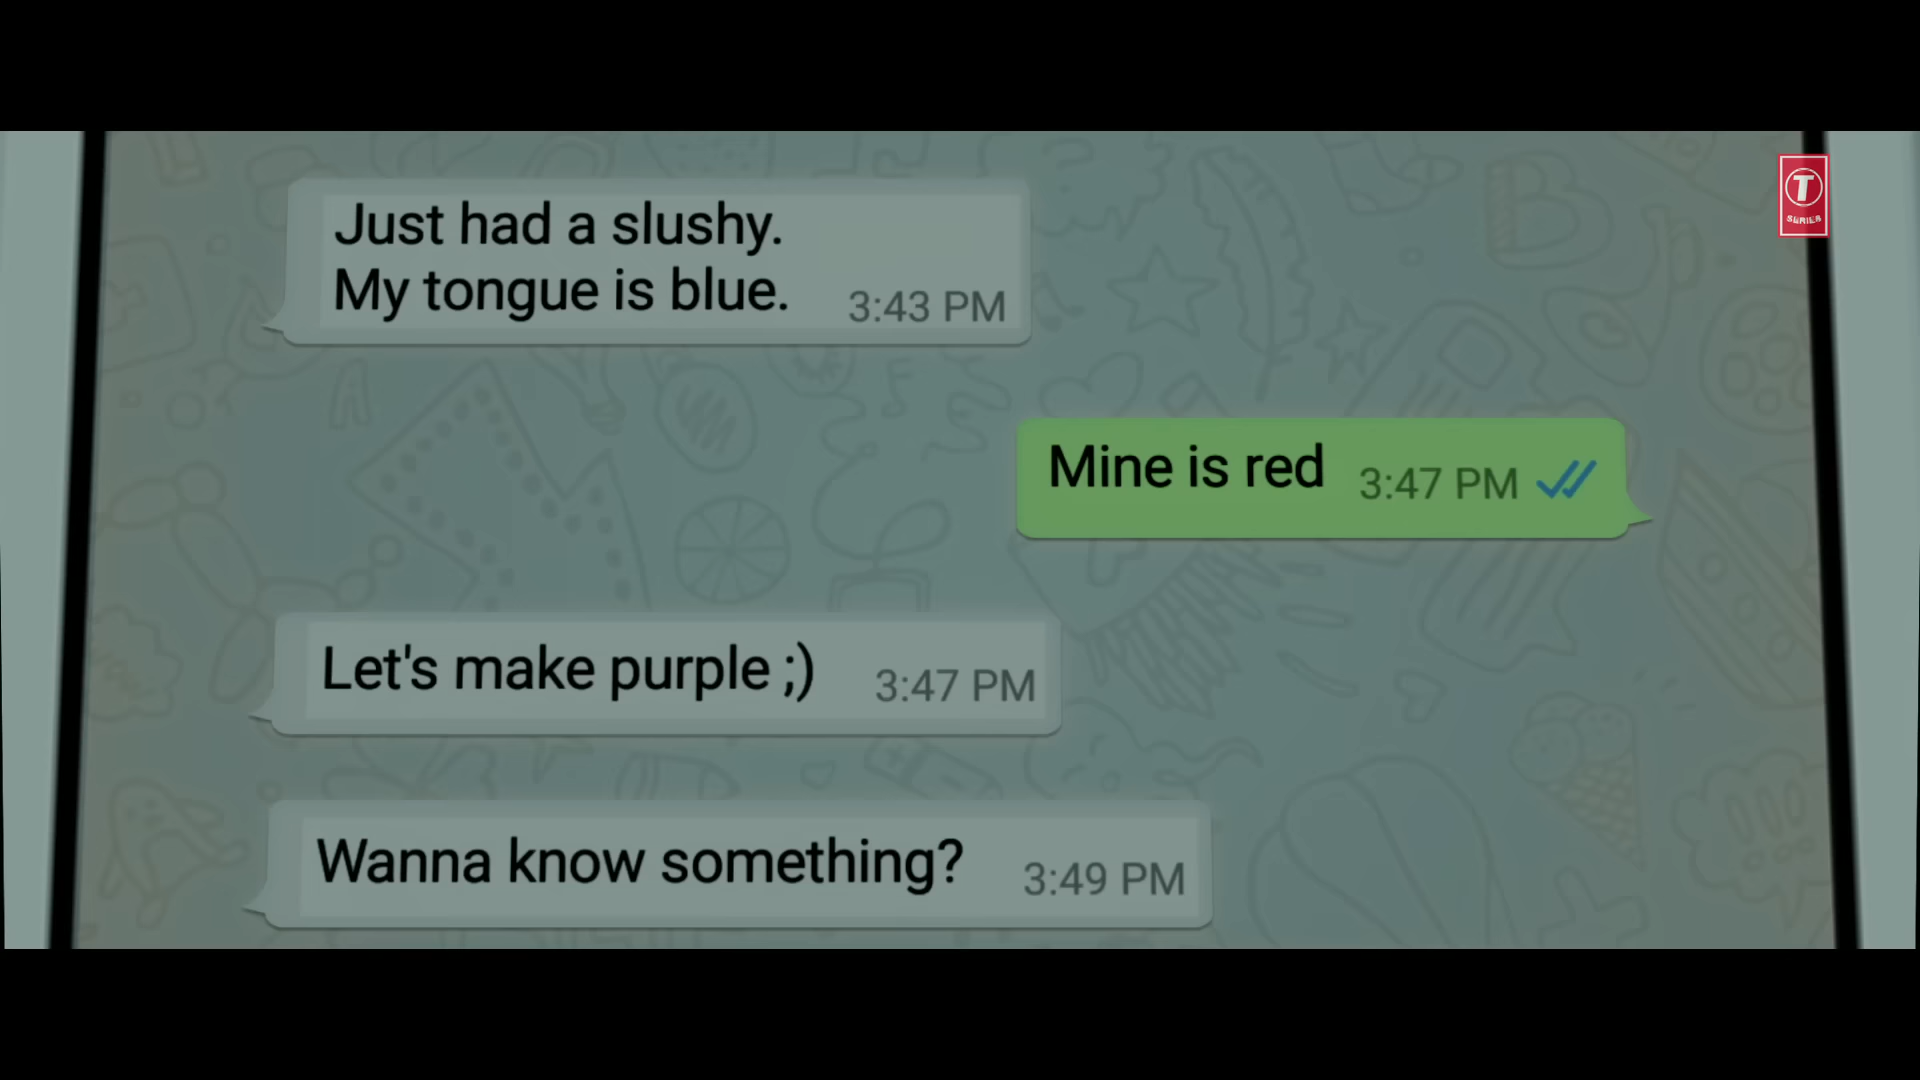 T
SERIES
Just had a slushy.
My tongue is blue. 3:43 PM
Mine is red 3:47 PM
Let's make purple ;) 3:47 PM
Wanna know something? 3:49 PM